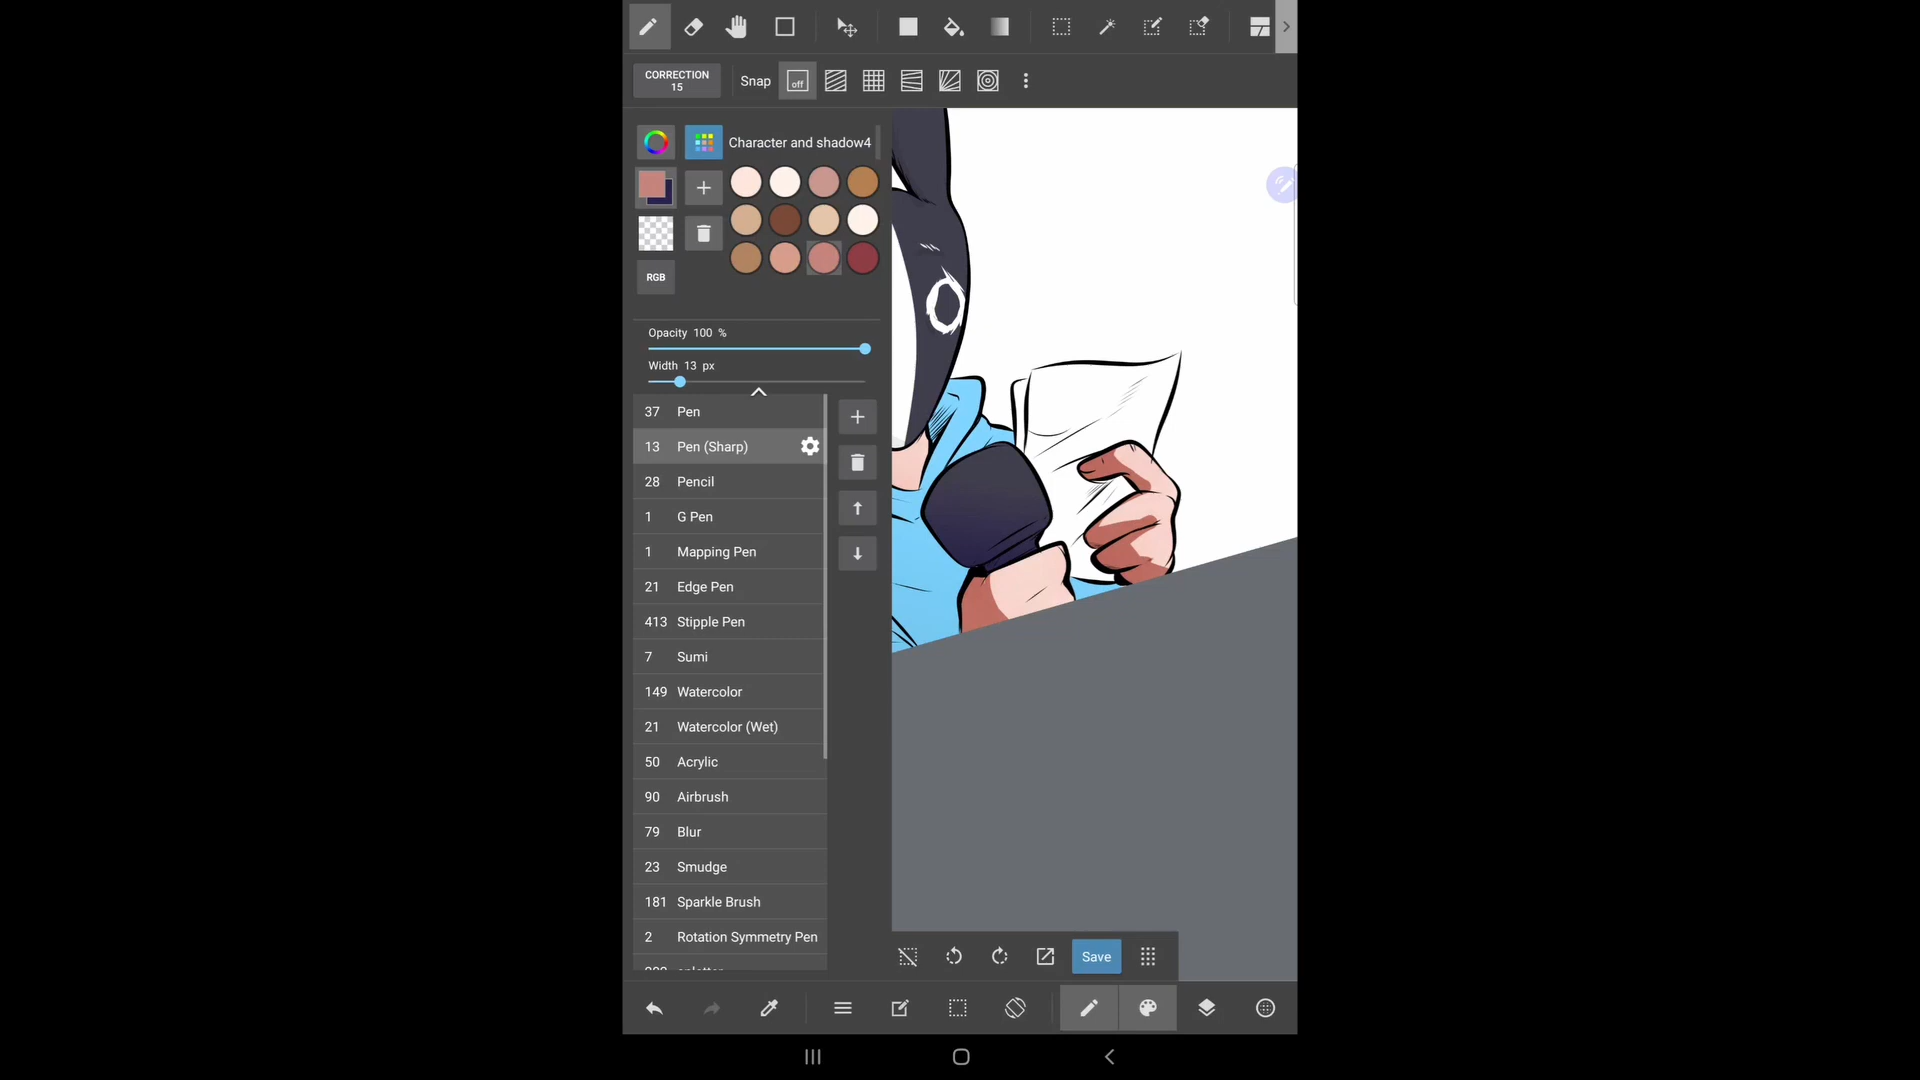 CORRECTION
15
Snap
off
Character and shadow4
RGB
Opacity 100 %
Width 13 px
37 Pen
13 Pen (Sharp)
28 Pencil
1 G Pen
1 Mapping Pen
21 Edge Pen
413 Stipple Pen
7 Sumi
149 Watercolor
21 Watercolor (Wet)
50 Acrylic
90 Airbrush
79 Blur
23 Smudge
181 Sparkle Brush
2 Rotation Symmetry Pen
Save